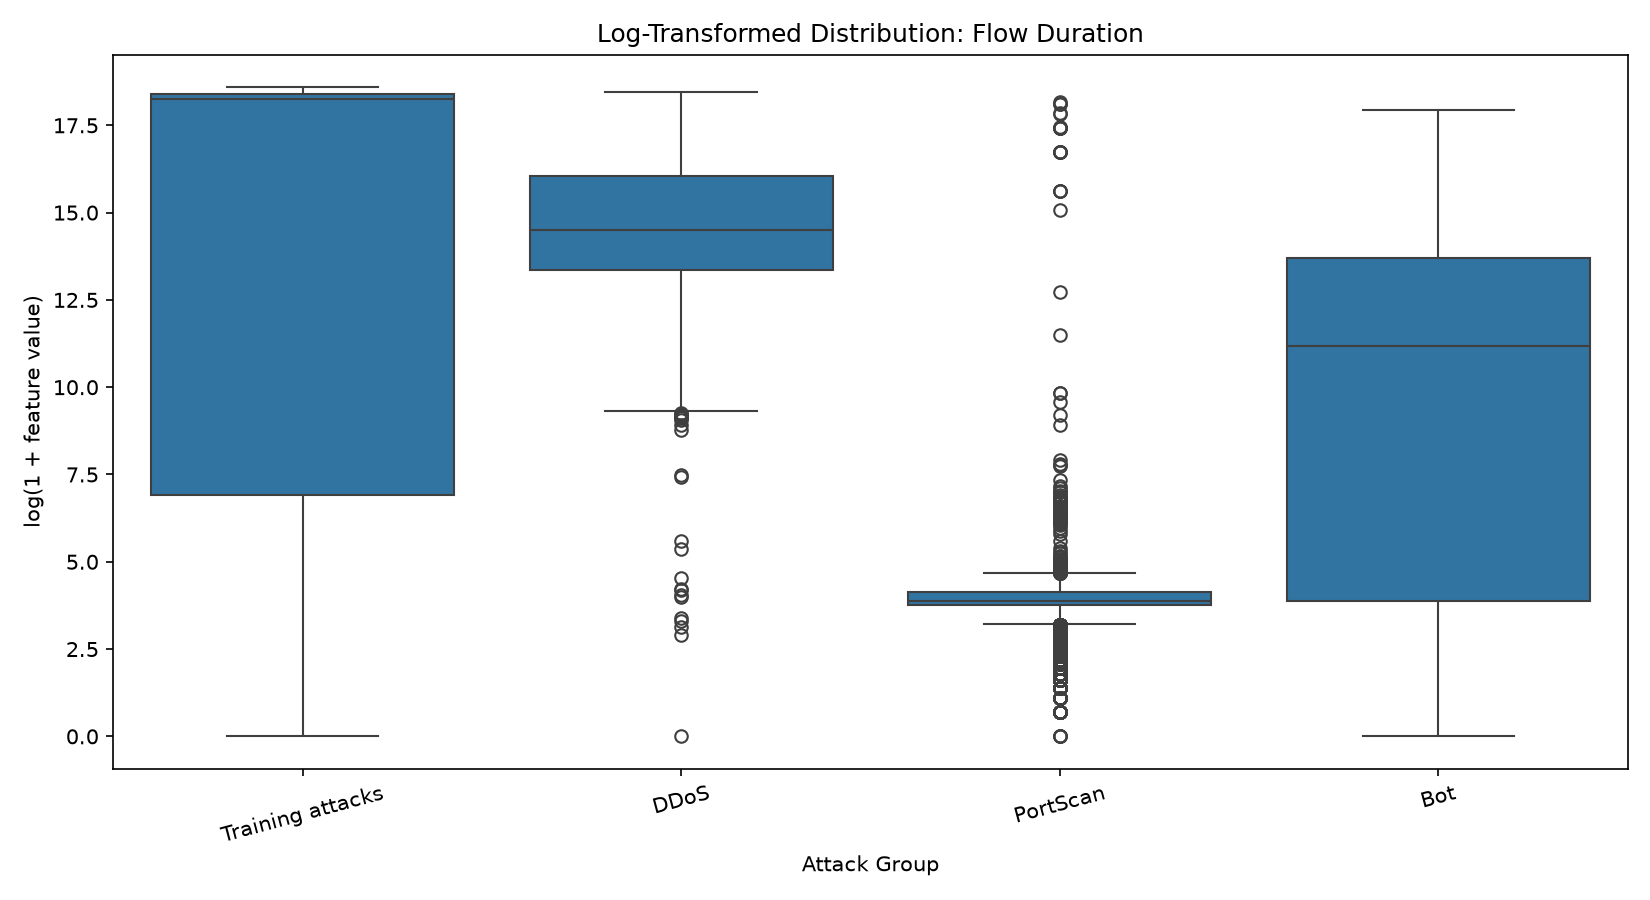 Log-Transformed Distribution: Flow Duration
log(1 + feature value)
17.5
15.0
12.5
10.0
7.5
5.0
2.5
0.0
Training attacks
DDoS
PortScan
Bot
Attack Group